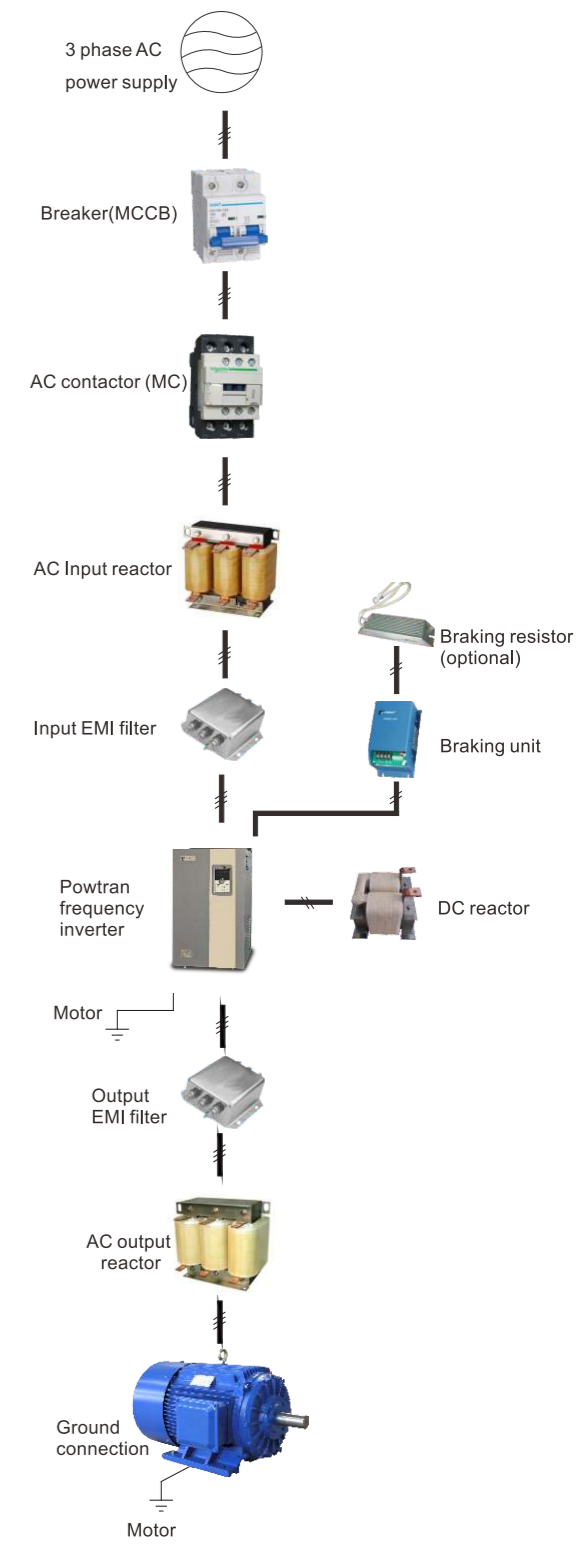 3 phase AC
power supply
Breaker(MCCB)
AC contactor (MC)
AC Input reactor
Braking resistor
(optional)
Input EMI filter
Braking unit
Powtran
frequency
inverter
DC reactor
Motor
Output
EMI filter
AC output
reactor
Ground
connection
Motor